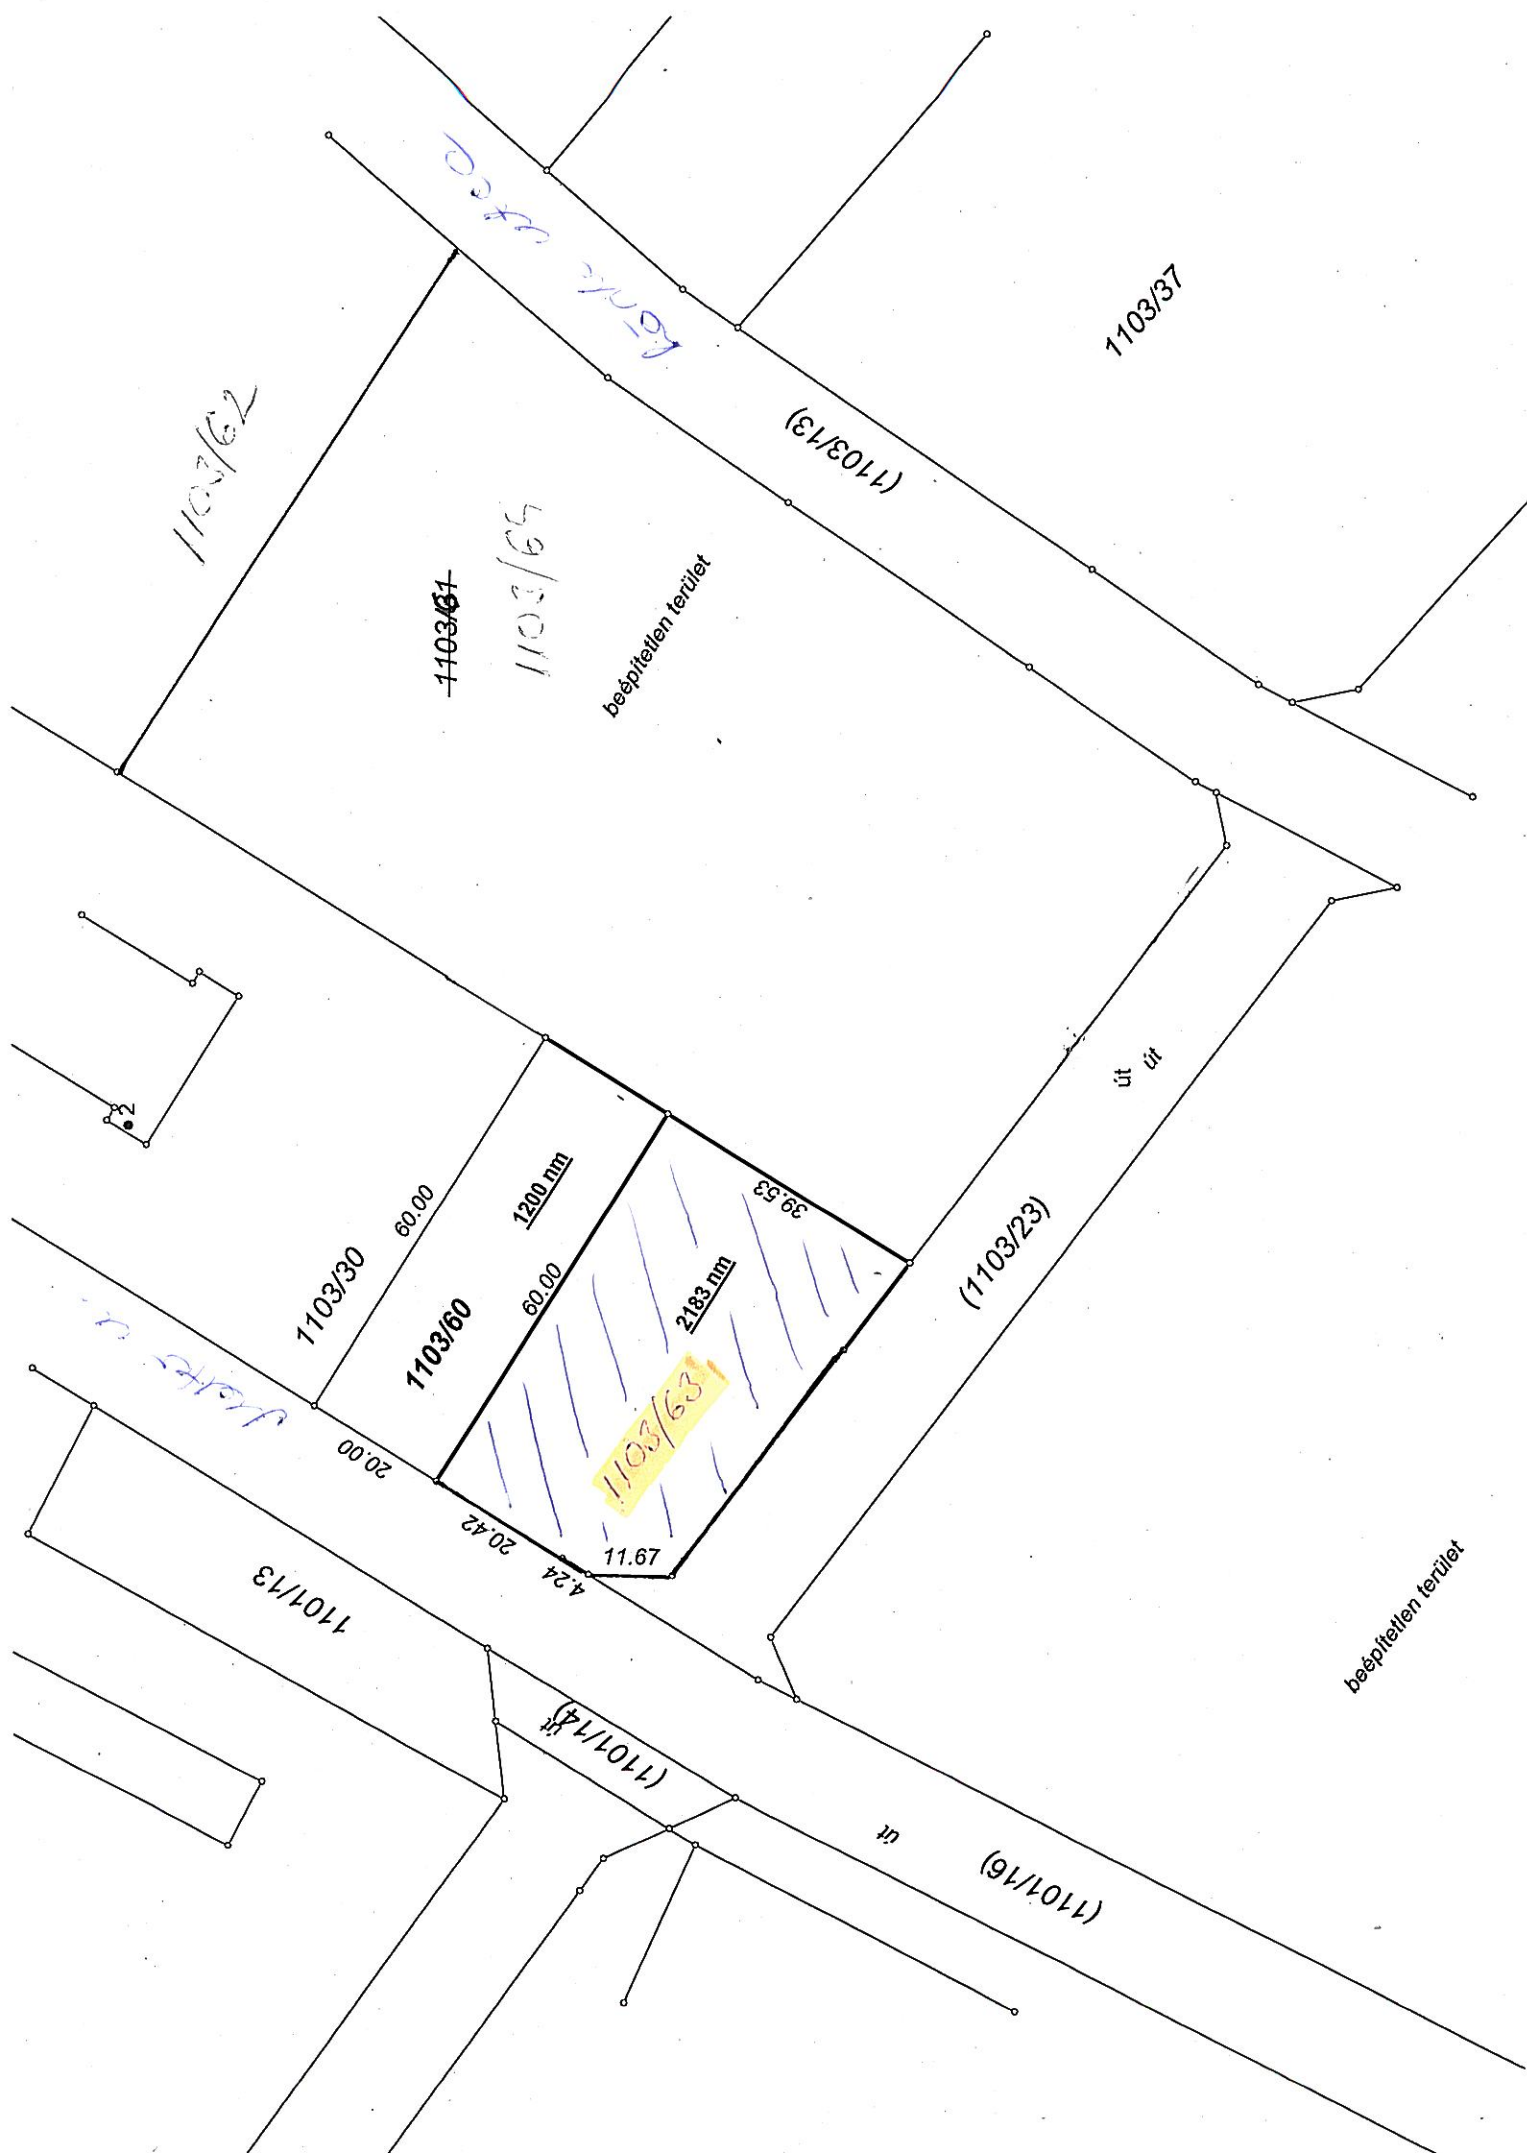 utca
1103/62
1103/37
(1103/13)
1103/61
1103/64
beépítetlen terület
2
1103/30
60.00
1200 nm
1103/60
60.00
39.53
2183 nm
1103/63
20.00
20.42
4.24
11.67
út
út
(1103/23)
1101/13
út
(1101/14)
út
(1101/16)
beépítetlen terület